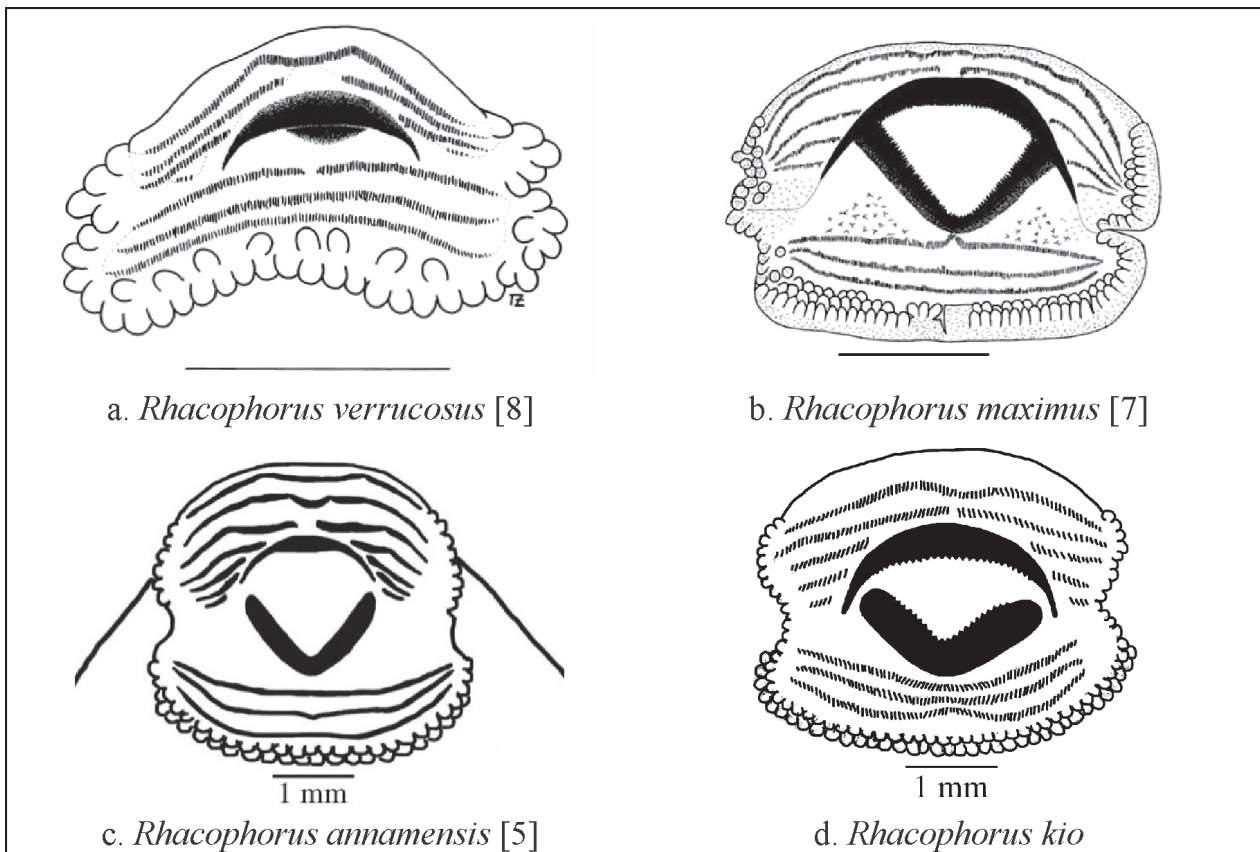 a. Rhacophorus verrucosus [8]
b. Rhacophorus maximus [7]
1 mm
c. Rhacophorus annamensis [5]
1 mm
d. Rhacophorus kio